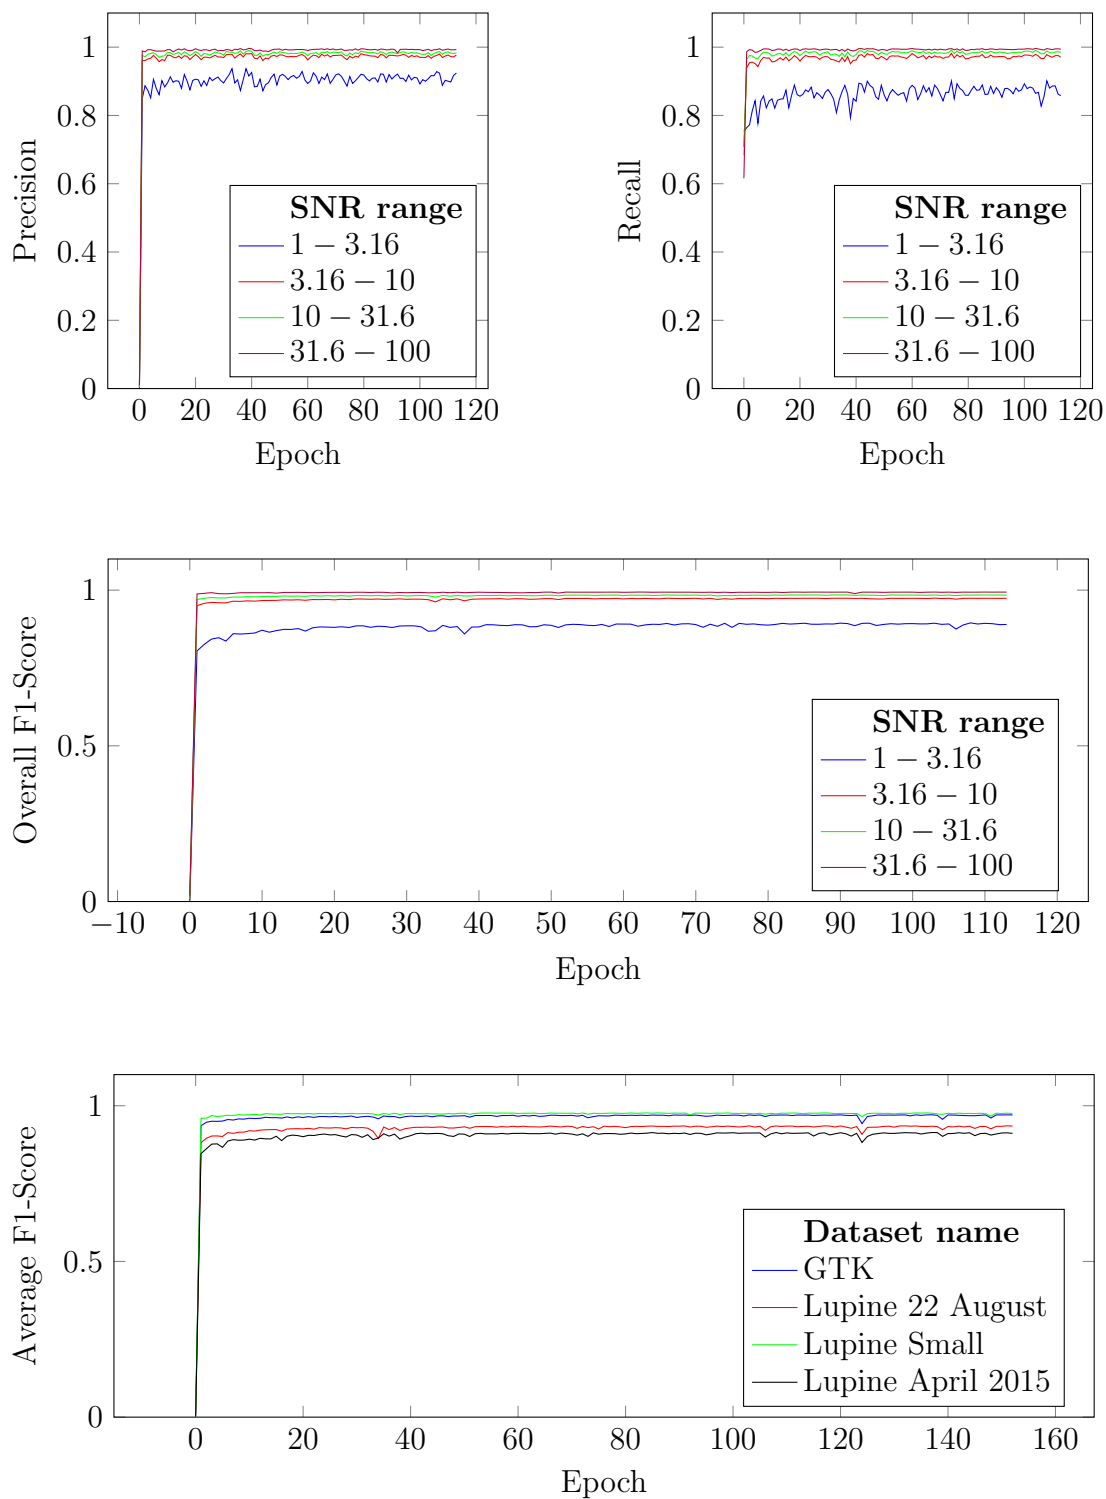 Precision
1
0.8
0.6
0.4
0.2
0
0 20 40 60 80 100 120
Epoch
SNR range
1 − 3.16
3.16 − 10
10 − 31.6
31.6 − 100
Recall
1
0.8
0.6
0.4
0.2
0
0 20 40 60 80 100 120
Epoch
SNR range
1 − 3.16
3.16 − 10
10 − 31.6
31.6 − 100
Overall F1-Score
1
0.5
0
−10 0 10 20 30 40 50 60 70 80 90 100 110 120
Epoch
SNR range
1 − 3.16
3.16 − 10
10 − 31.6
31.6 − 100
Average F1-Score
1
0.5
0
0 20 40 60 80 100 120 140 160
Epoch
Dataset name
GTK
Lupine 22 August
Lupine Small
Lupine April 2015